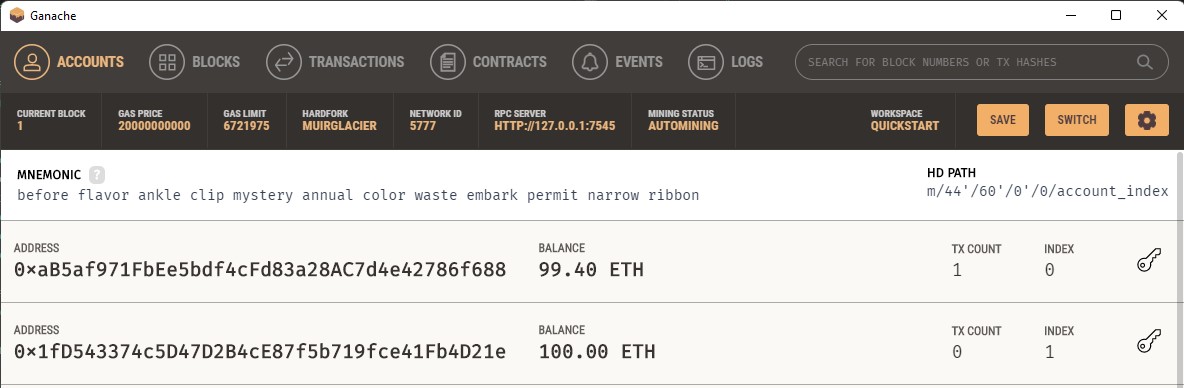 Ganache
ACCOUNTS BLOCKS TRANSACTIONS CONTRACTS EVENTS LOGS SEARCH FOR BLOCK NUMBERS OR TX HASHES
CURRENT BLOCK GAS PRICE GAS LIMIT HARDFORK NETWORK ID RPC SERVER MINING STATUS WORKSPACE
1 20000000000 6721975 MUIRGLACIER 5777 HTTP://127.0.0.1:7545 AUTOMINING QUICKSTART SAVE SWITCH
MNEMONIC ? HD PATH
before flavor ankle clip mystery annual color waste embark permit narrow ribbon m/44'/60'/0'/0/account_index
ADDRESS BALANCE TX COUNT INDEX
0xaB5af971FbEe5bdf4cFd83a28AC7d4e42786f688 99.40 ETH 1 0
ADDRESS BALANCE TX COUNT INDEX
0x1fD543374c5D47D2B4cE87f5b719fce41Fb4D21e 100.00 ETH 0 1